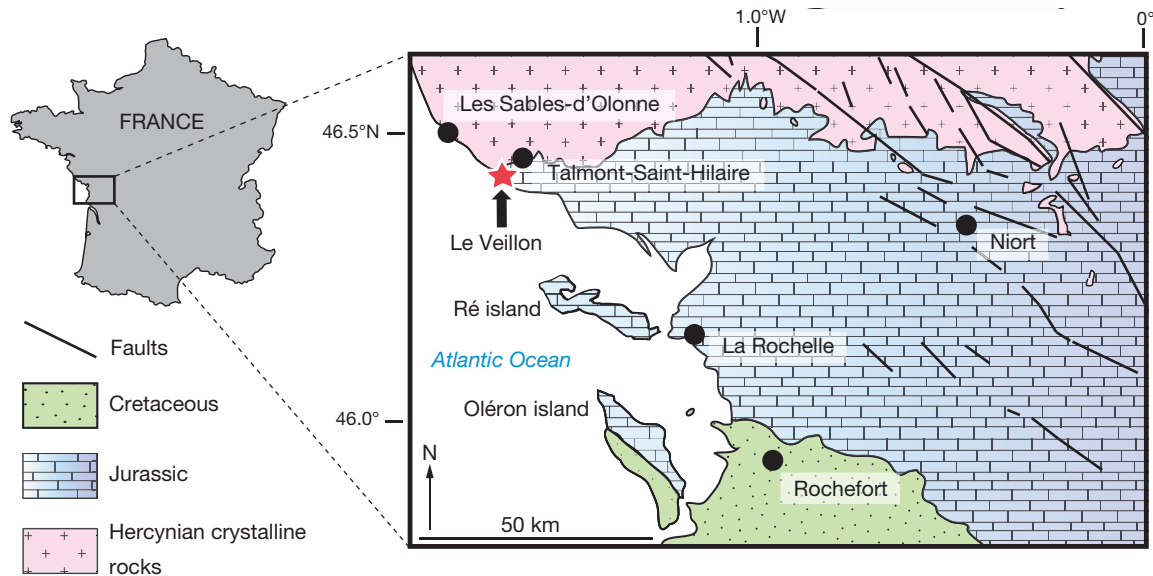 1.0°W
0°
FRANCE
Les Sables-d'Olonne
46.5°N
Talmont-Saint-Hilaire
Le Veillon
Niort
Ré island
Faults
La Rochelle
Atlantic Ocean
Cretaceous
Oléron island
46.0°
N
Jurassic
Rochefort
50 km
Hercynian crystalline
rocks